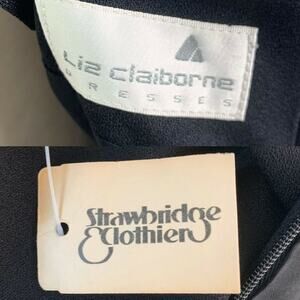 Liz claiborne
DRESSES
Strawbridge
&Clothier